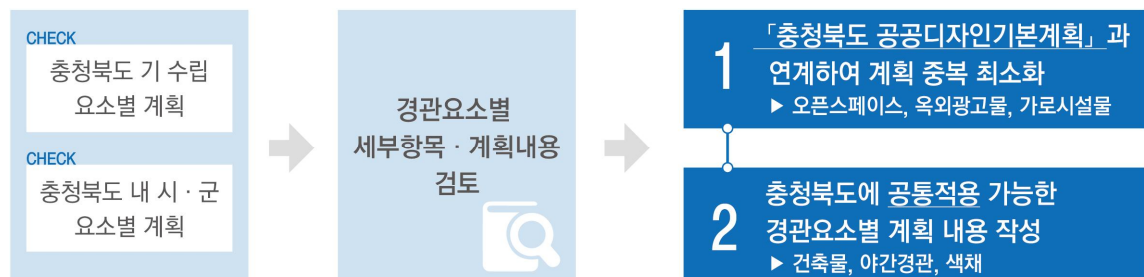 CHECK
충청북도 기 수립
요소별 계획
CHECK
충청북도 내 시 · 군
요소별 계획
경관요소별
세부항목 · 계획내용
검토
1
「충청북도 공공디자인기본계획」과
연계하여 계획 중복 최소화
▶ 오픈스페이스, 옥외광고물, 가로시설물
2
충청북도에 공통적용 가능한
경관요소별 계획 내용 작성
▶ 건축물, 야간경관, 색채